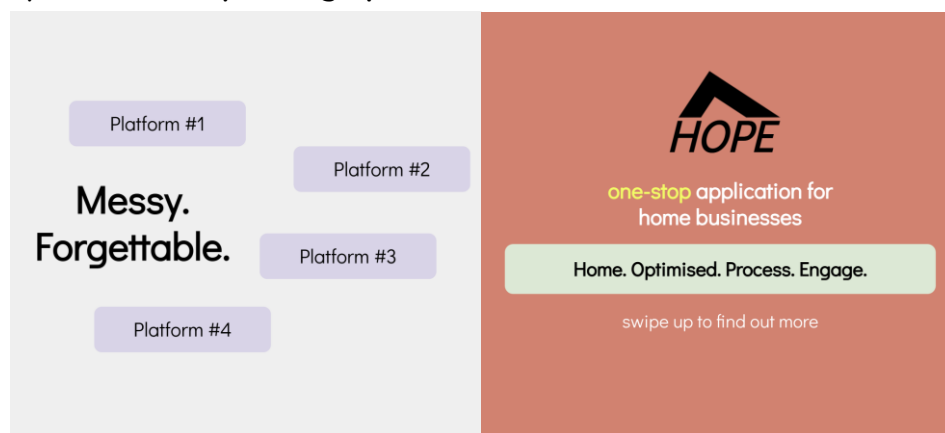 Platform #1
Platform #2
Messy.
Forgettable.
Platform #3
Platform #4
HOPE
one-stop application for
home businesses
Home. Optimised. Process. Engage.
swipe up to find out more